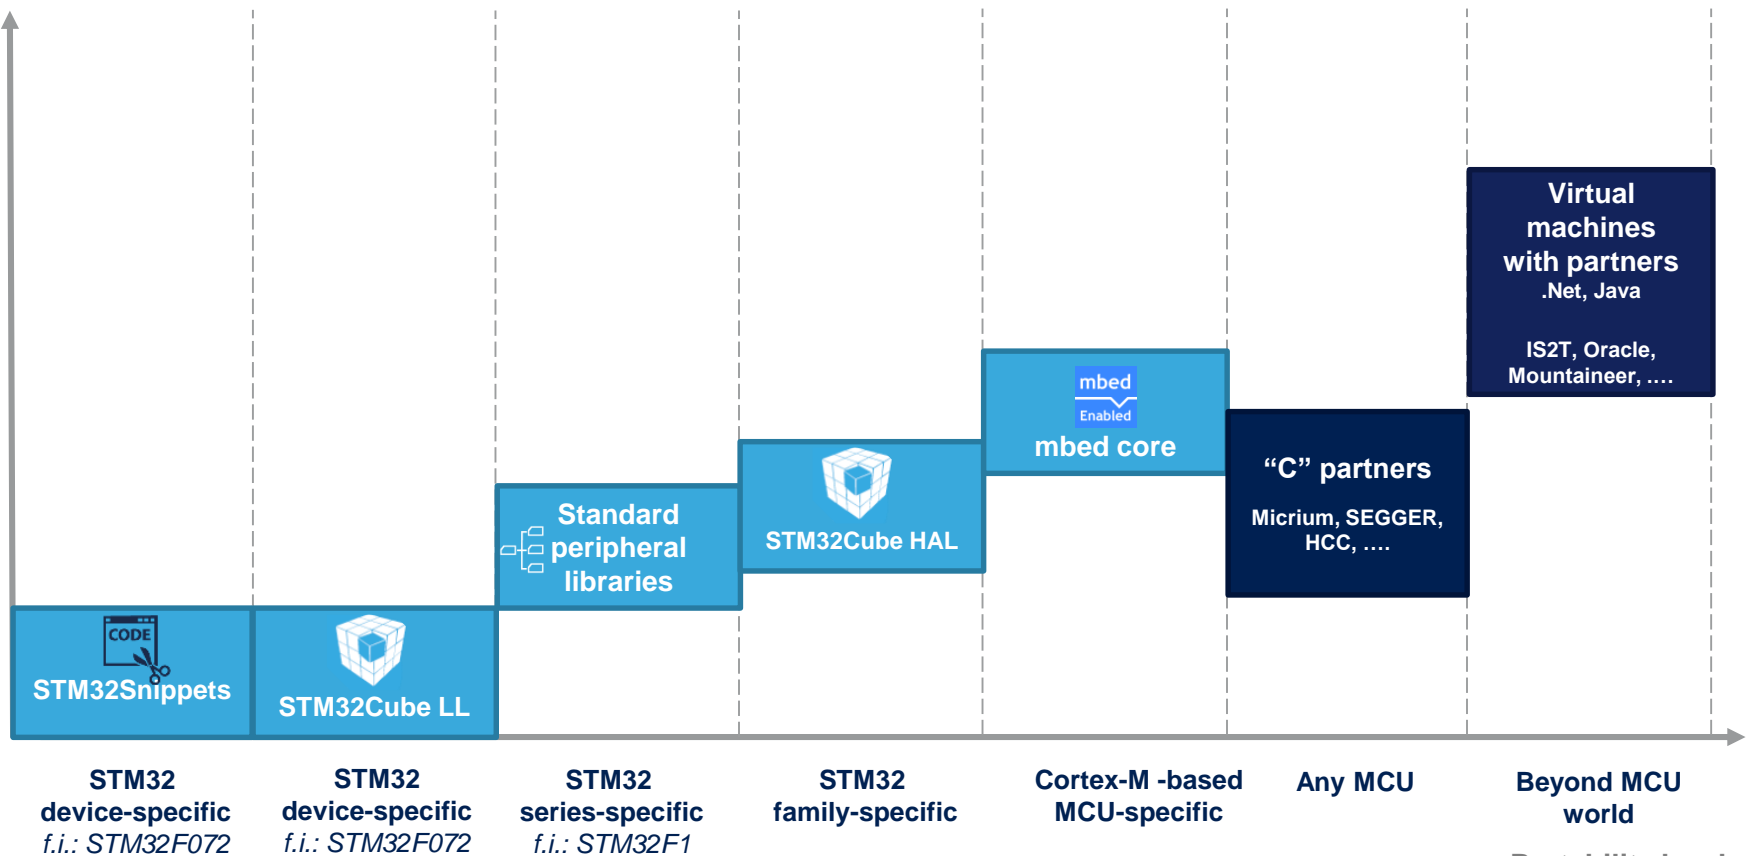 Virtual
machines
with partners
.Net, Java
IS2T, Oracle,
Mountaineer, ....
mbed
Enabled
mbed core
“C” partners
Micrium, SEGGER,
HCC, ....
STM32Cube HAL
Standard
peripheral
libraries
CODE
STM32Snippets
STM32Cube LL
STM32
device-specific
f.i.: STM32F072
STM32
device-specific
f.i.: STM32F072
STM32
series-specific
f.i.: STM32F1
STM32
family-specific
Cortex-M -based
MCU-specific
Any MCU
Beyond MCU
world